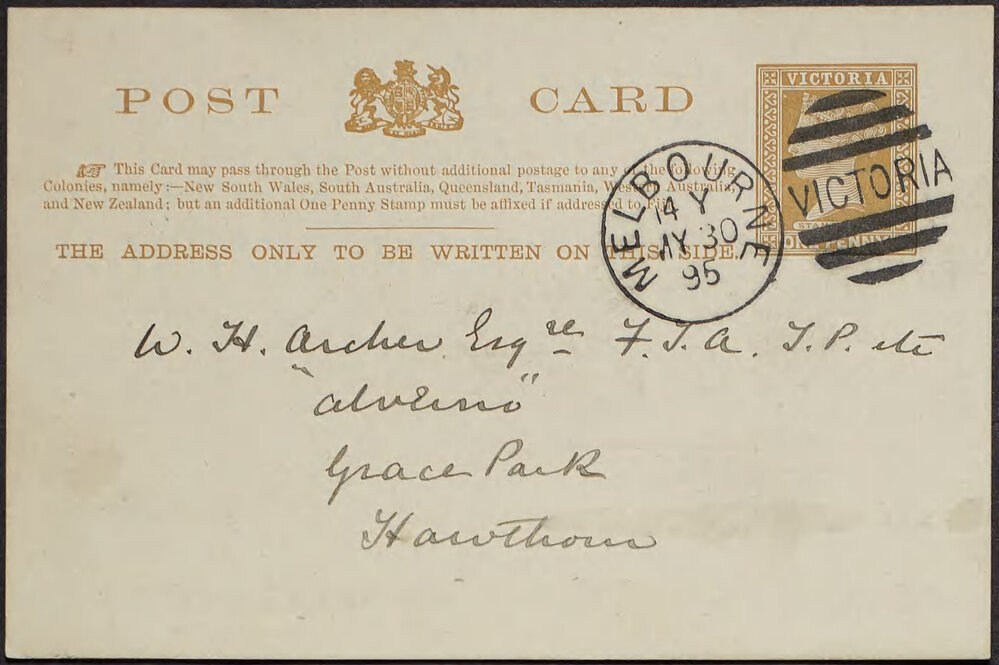 POST CARD
VICTORIA
☞ This Card may pass through the Post without additional postage to any of the following
Colonies, namely:—New South Wales, South Australia, Queensland, Tasmania, Western Australia,
and New Zealand; but an additional One Penny Stamp must be affixed if addressed to Fiji.
THE ADDRESS ONLY TO BE WRITTEN ON THIS SIDE.
ONE PENNY
MELBOURNE
14 Y
MY 30
95
VICTORIA
W. H. Archer Esqre F.I.A. J.P. etc
"Alverno"
Grace Park
Hawthorn